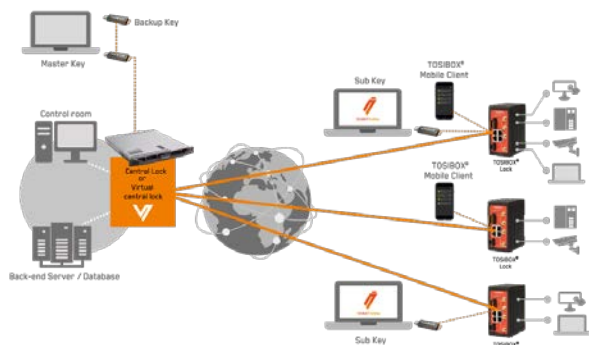 Backup Key
Master Key
Control room
Central Lock
or
Virtual
central lock
Back-end Server / Database
Sub Key
TOSIBOX®
Mobile Client
TOSIBOX®
Lock
TOSIBOX®
Mobile Client
TOSIBOX®
Lock
Sub Key
TOSIBOX®